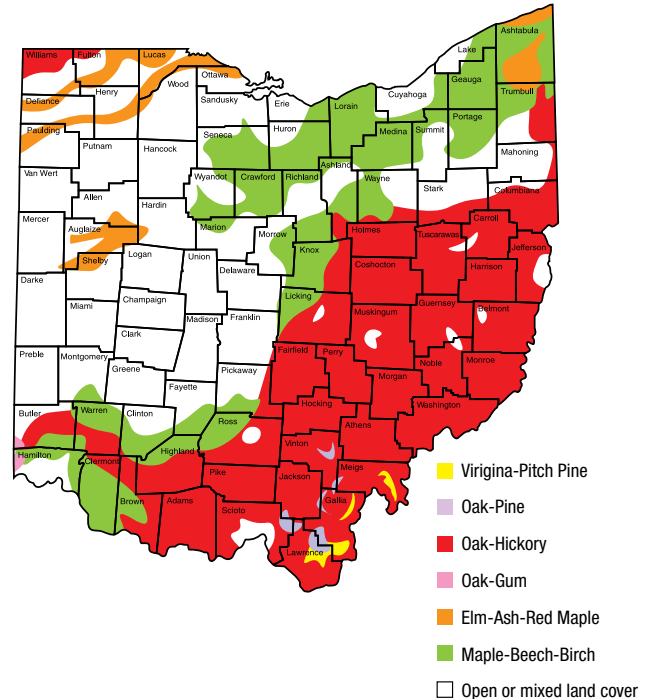 Ashtabula
Lake
Williams
Fulton
Lucas
Ottawa
Geauga
Wood
Cuyahoga
Trumbull
Henry
Defiance
Sandusky
Erie
Lorain
Portage
Paulding
Huron
Medina
Summit
Seneca
Putnam
Hancock
Mahoning
Ashland
Van Wert
Wyandot
Crawford
Richland
Wayne
Stark
Columbiana
Allen
Hardin
Mercer
Auglaize
Marion
Morrow
Holmes
Carroll
Tuscarawas
Knox
Jefferson
Logan
Union
Shelby
Coshocton
Harrison
Delaware
Darke
Champaign
Licking
Guernsey
Miami
Muskingum
Belmont
Madison
Franklin
Clark
Fairfield
Perry
Preble
Montgomery
Noble
Monroe
Greene
Pickaway
Morgan
Fayette
Hocking
Washington
Butler
Warren
Clinton
Ross
Athens
Vinton
Hamilton
Highland
Clermont
Meigs
Pike
Jackson
Brown
Adams
Gallia
Scioto
Lawrence
Virigina-Pitch Pine
Oak-Pine
Oak-Hickory
Oak-Gum
Elm-Ash-Red Maple
Maple-Beech-Birch
Open or mixed land cover